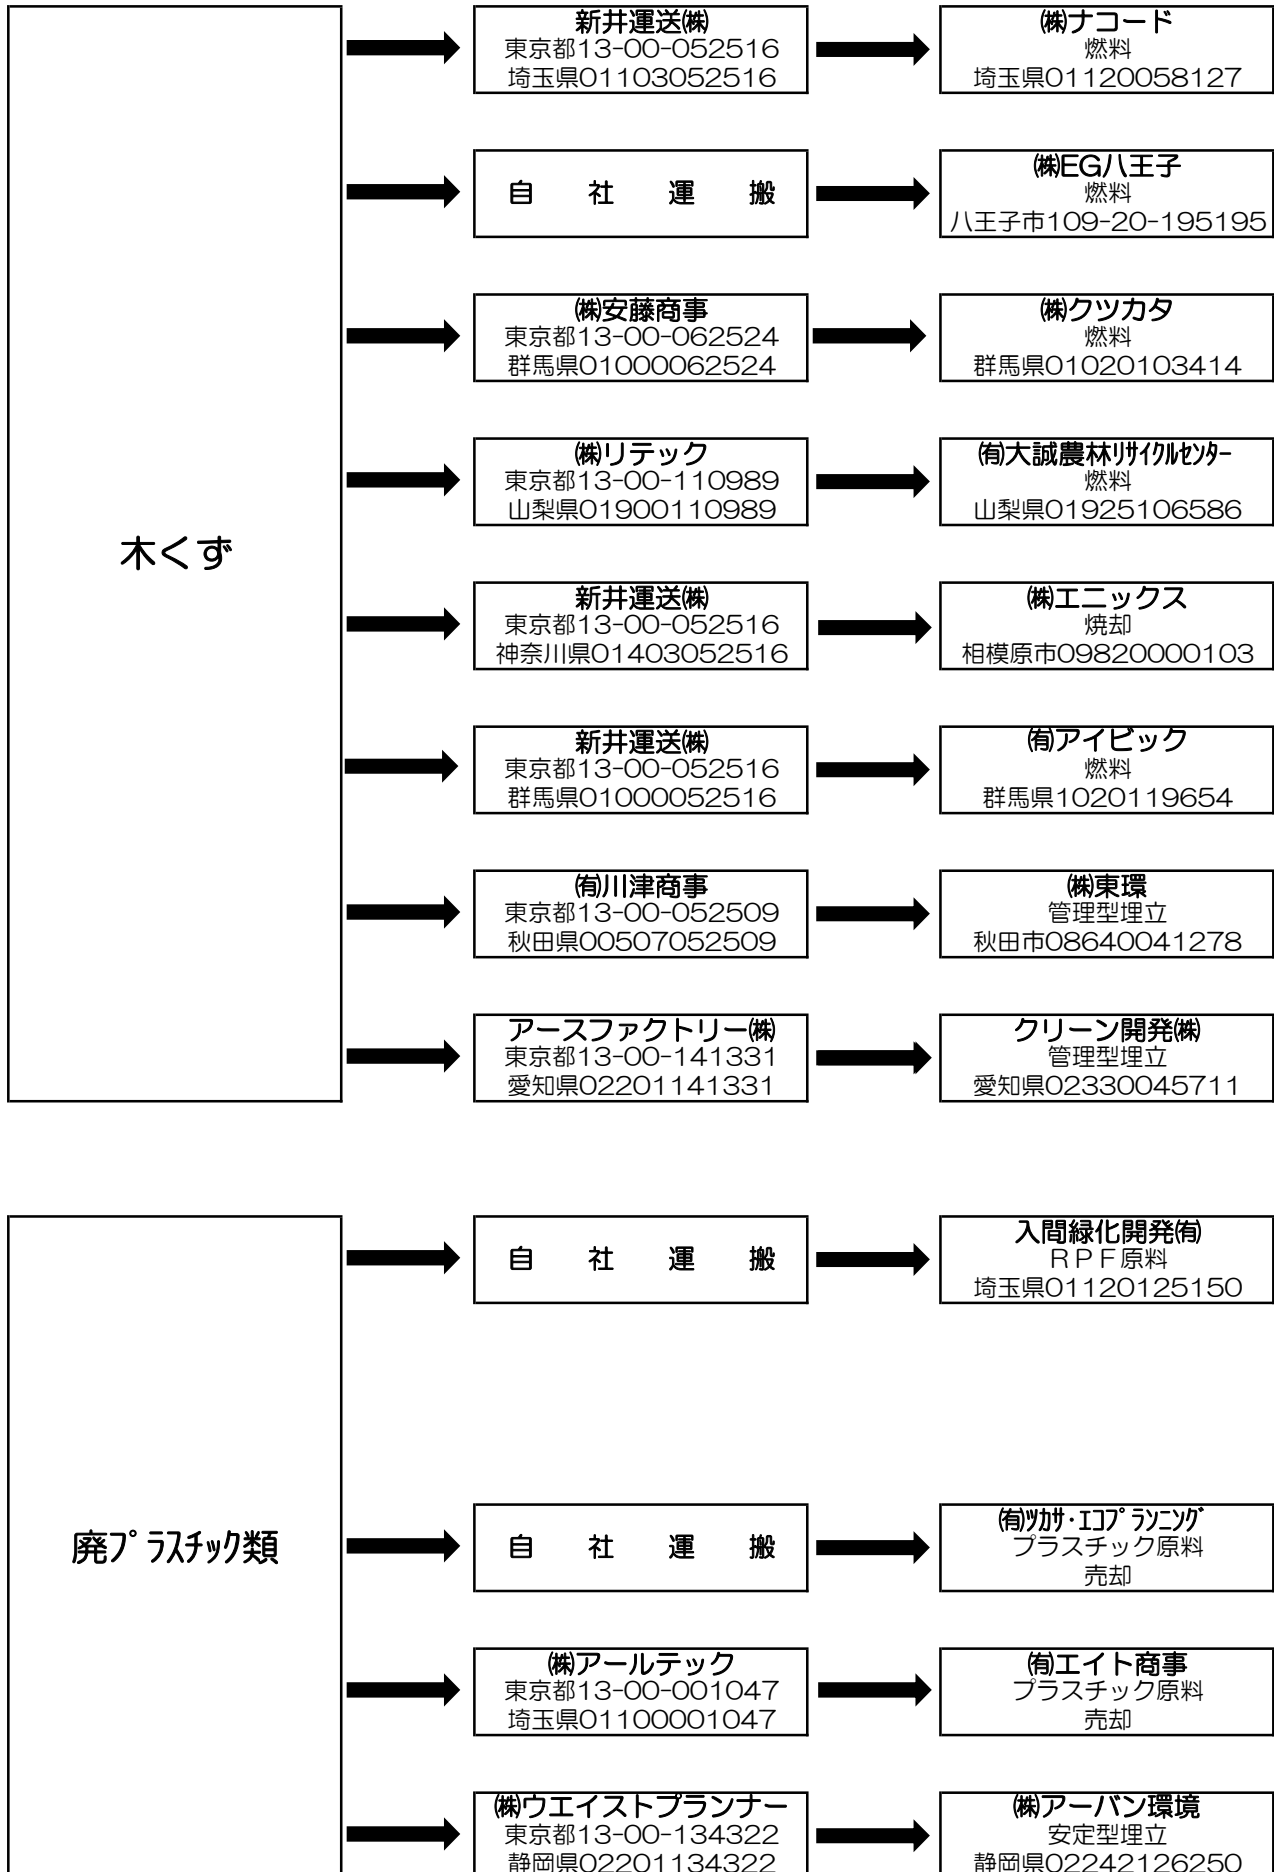 木くず
新井運送㈱
東京都13-00-052516
埼玉県01103052516
㈱ナコード
燃料
埼玉県01120058127
自 社 運 搬
㈱EG八王子
燃料
八王子市109-20-195195
㈱安藤商事
東京都13-00-062524
群馬県01000062524
㈱クツカタ
燃料
群馬県01020103414
㈱リテック
東京都13-00-110989
山梨県01900110989
㈲大誠農林ﾘｻｲｸﾙｾﾝﾀｰ
燃料
山梨県01925106586
新井運送㈱
東京都13-00-052516
神奈川県01403052516
㈱エニックス
焼却
相模原市09820000103
新井運送㈱
東京都13-00-052516
群馬県01000052516
㈲アイビック
燃料
群馬県1020119654
㈲川津商事
東京都13-00-052509
秋田県00507052509
㈱東環
管理型埋立
秋田市08640041278
アースファクトリー㈱
東京都13-00-141331
愛知県02201141331
クリーン開発㈱
管理型埋立
愛知県02330045711
廃ﾌﾟﾗｽﾁｯｸ類
自 社 運 搬
入間緑化開発㈲
ＲＰＦ原料
埼玉県01120125150
自 社 運 搬
㈲ﾂｶｻ･ｴｺﾌﾟﾗﾝﾆﾝｸﾞ
プラスチック原料
売却
㈱アールテック
東京都13-00-001047
埼玉県01100001047
㈲エイト商事
プラスチック原料
売却
㈱ウエイストプランナー
東京都13-00-134322
静岡県02201134322
㈱アーバン環境
安定型埋立
静岡県02242126250